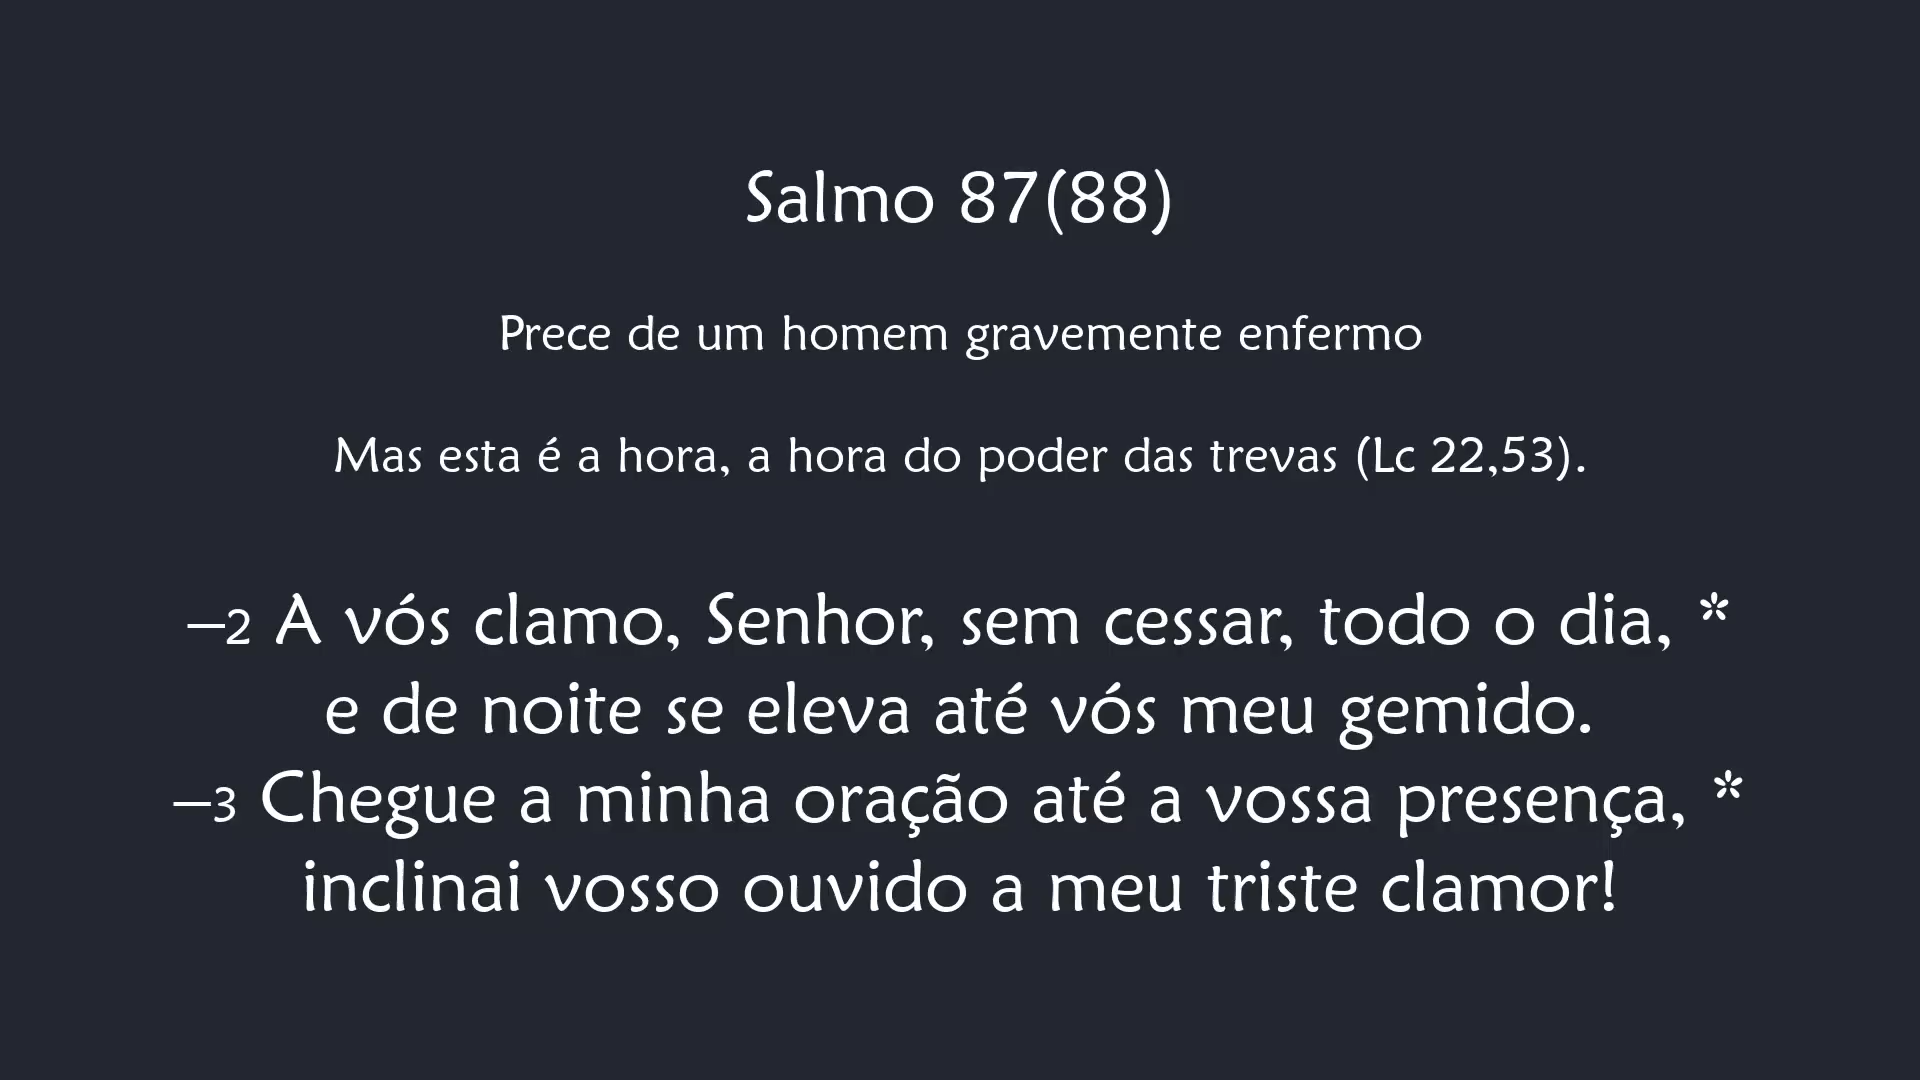 Salmo 87(88)
Prece de um homem gravemente enfermo
Mas esta é a hora, a hora do poder das trevas (Lc 22,53).
–2 A vós clamo, Senhor, sem cessar, todo o dia, *
e de noite se eleva até vós meu gemido.
–3 Chegue a minha oração até a vossa presença, *
inclinai vosso ouvido a meu triste clamor!